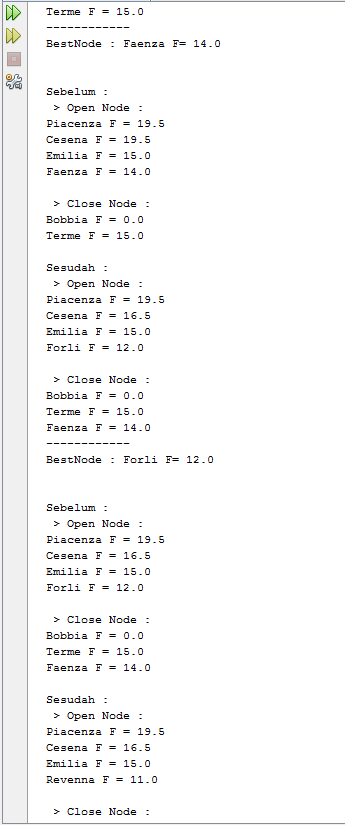 Terme F = 15.0
------------
BestNode : Faenza F= 14.0
Sebelum :
> Open Node :
Piacenza F = 19.5
Cesena F = 19.5
Emilia F = 15.0
Faenza F = 14.0
> Close Node :
Bobbia F = 0.0
Terme F = 15.0
Sesudah :
> Open Node :
Piacenza F = 19.5
Cesena F = 16.5
Emilia F = 15.0
Forli F = 12.0
> Close Node :
Bobbia F = 0.0
Terme F = 15.0
Faenza F = 14.0
------------
BestNode : Forli F= 12.0
Sebelum :
> Open Node :
Piacenza F = 19.5
Cesena F = 16.5
Emilia F = 15.0
Forli F = 12.0
> Close Node :
Bobbia F = 0.0
Terme F = 15.0
Faenza F = 14.0
Sesudah :
> Open Node :
Piacenza F = 19.5
Cesena F = 16.5
Emilia F = 15.0
Revenna F = 11.0
> Close Node :